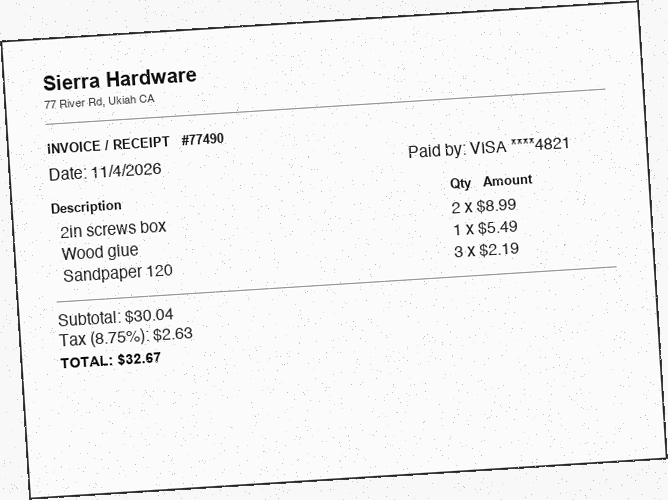 Sierra Hardware
77 River Rd, Ukiah CA
INVOICE / RECEIPT #77490
Date: 11/4/2026
Paid by: VISA ****4821
Description Qty Amount
2in screws box 2 x $8.99
Wood glue 1 x $5.49
Sandpaper 120 3 x $2.19
Subtotal: $30.04
Tax (8.75%): $2.63
TOTAL: $32.67